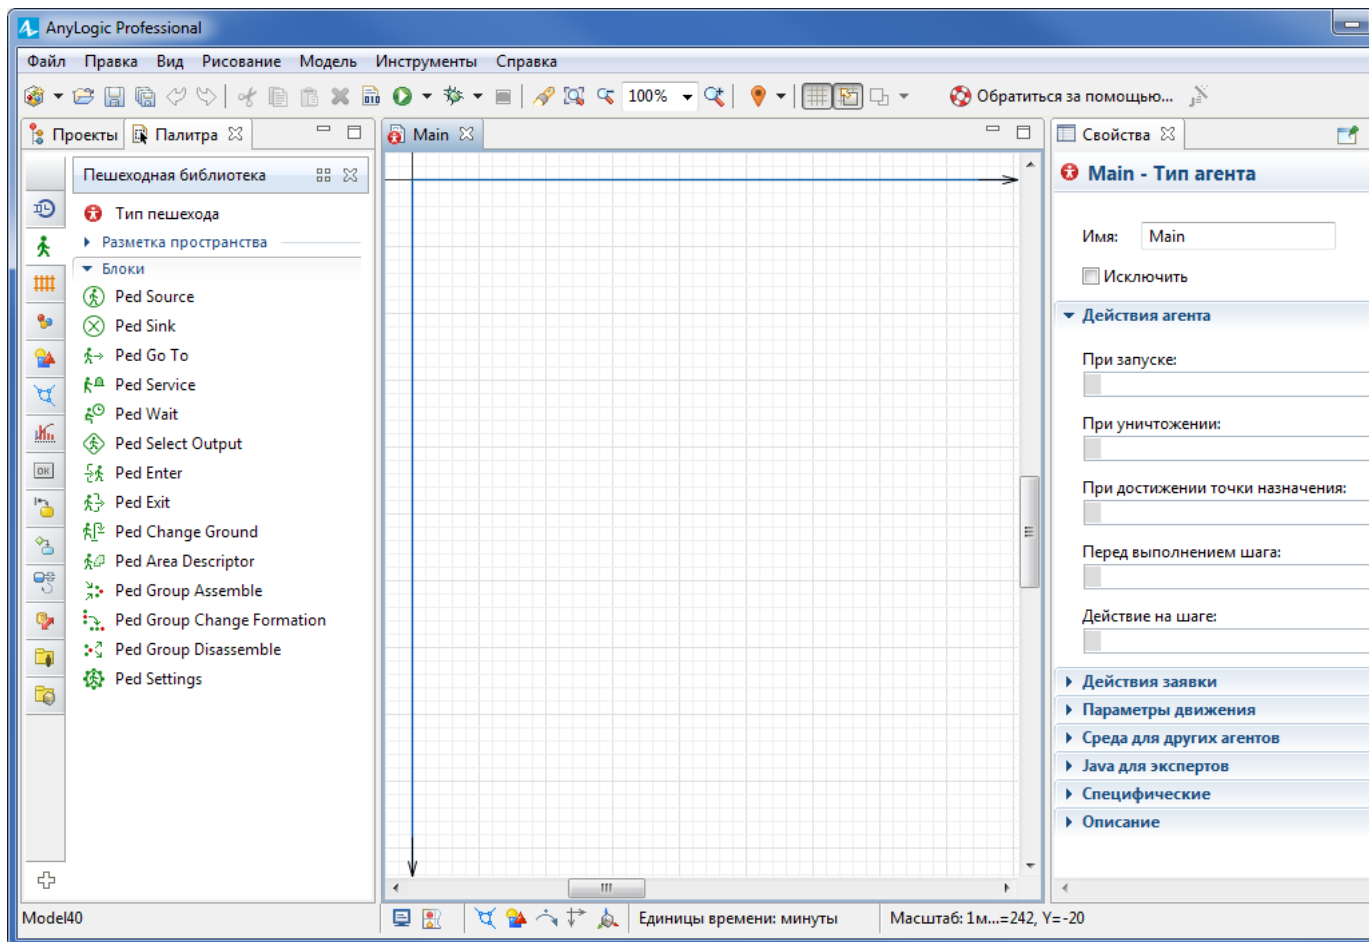 AnyLogic Professional
Файл Правка Вид Рисование Модель Инструменты Справка
100% Обратиться за помощью...
Проекты Палитра Main Свойства
Пешеходная библиотека
Тип пешехода
Разметка пространства
Блоки
Ped Source
Ped Sink
Ped Go To
Ped Service
Ped Wait
Ped Select Output
Ped Enter
Ped Exit
Ped Change Ground
Ped Area Descriptor
Ped Group Assemble
Ped Group Change Formation
Ped Group Disassemble
Ped Settings
OK
Main - Тип агента
Имя: Main
Исключить
Действия агента
При запуске:
При уничтожении:
При достижении точки назначения:
Перед выполнением шага:
Действие на шаге:
Действия заявки
Параметры движения
Среда для других агентов
Java для экспертов
Специфические
Описание
Model40 Единицы времени: минуты Масштаб: 1м...=242, Y=-20